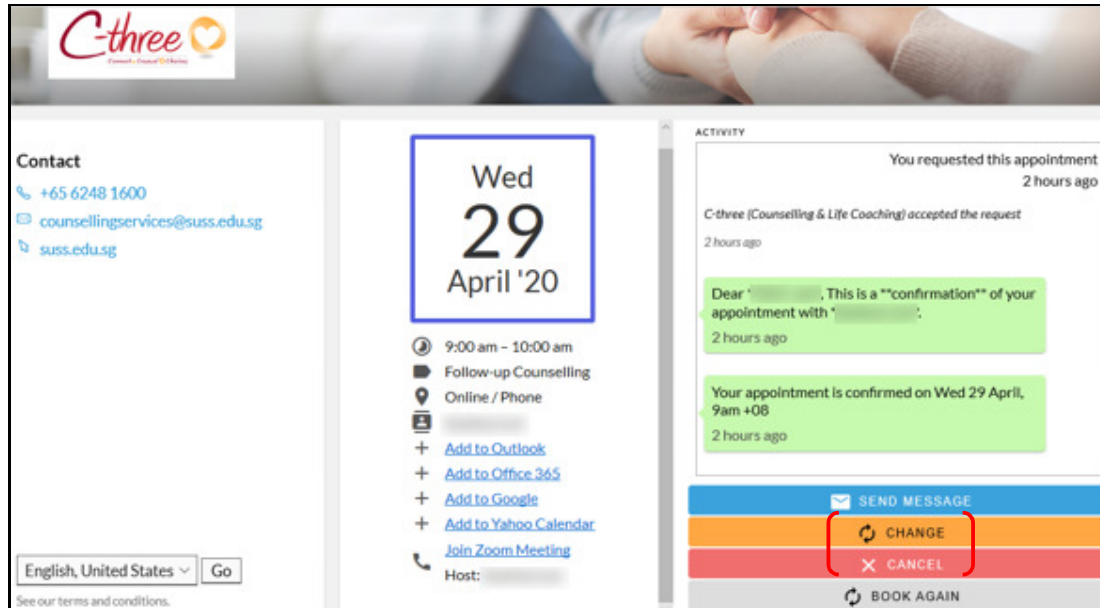 C-three
Contact
+65 6248 1600
counsellingservices@suss.edu.sg
suss.edu.sg
English, United States
Go
See our terms and conditions.
Wed
29
April '20
9:00 am – 10:00 am
Follow-up Counselling
Online / Phone
Add to Outlook
Add to Office 365
Add to Google
Add to Yahoo Calendar
Join Zoom Meeting
Host:
ACTIVITY
You requested this appointment
2 hours ago
C-three (Counselling & Life Coaching) accepted the request
2 hours ago
Dear ' , This is a **confirmation** of your
appointment with ' '.
2 hours ago
Your appointment is confirmed on Wed 29 April,
9am +08
2 hours ago
SEND MESSAGE
CHANGE
CANCEL
BOOK AGAIN